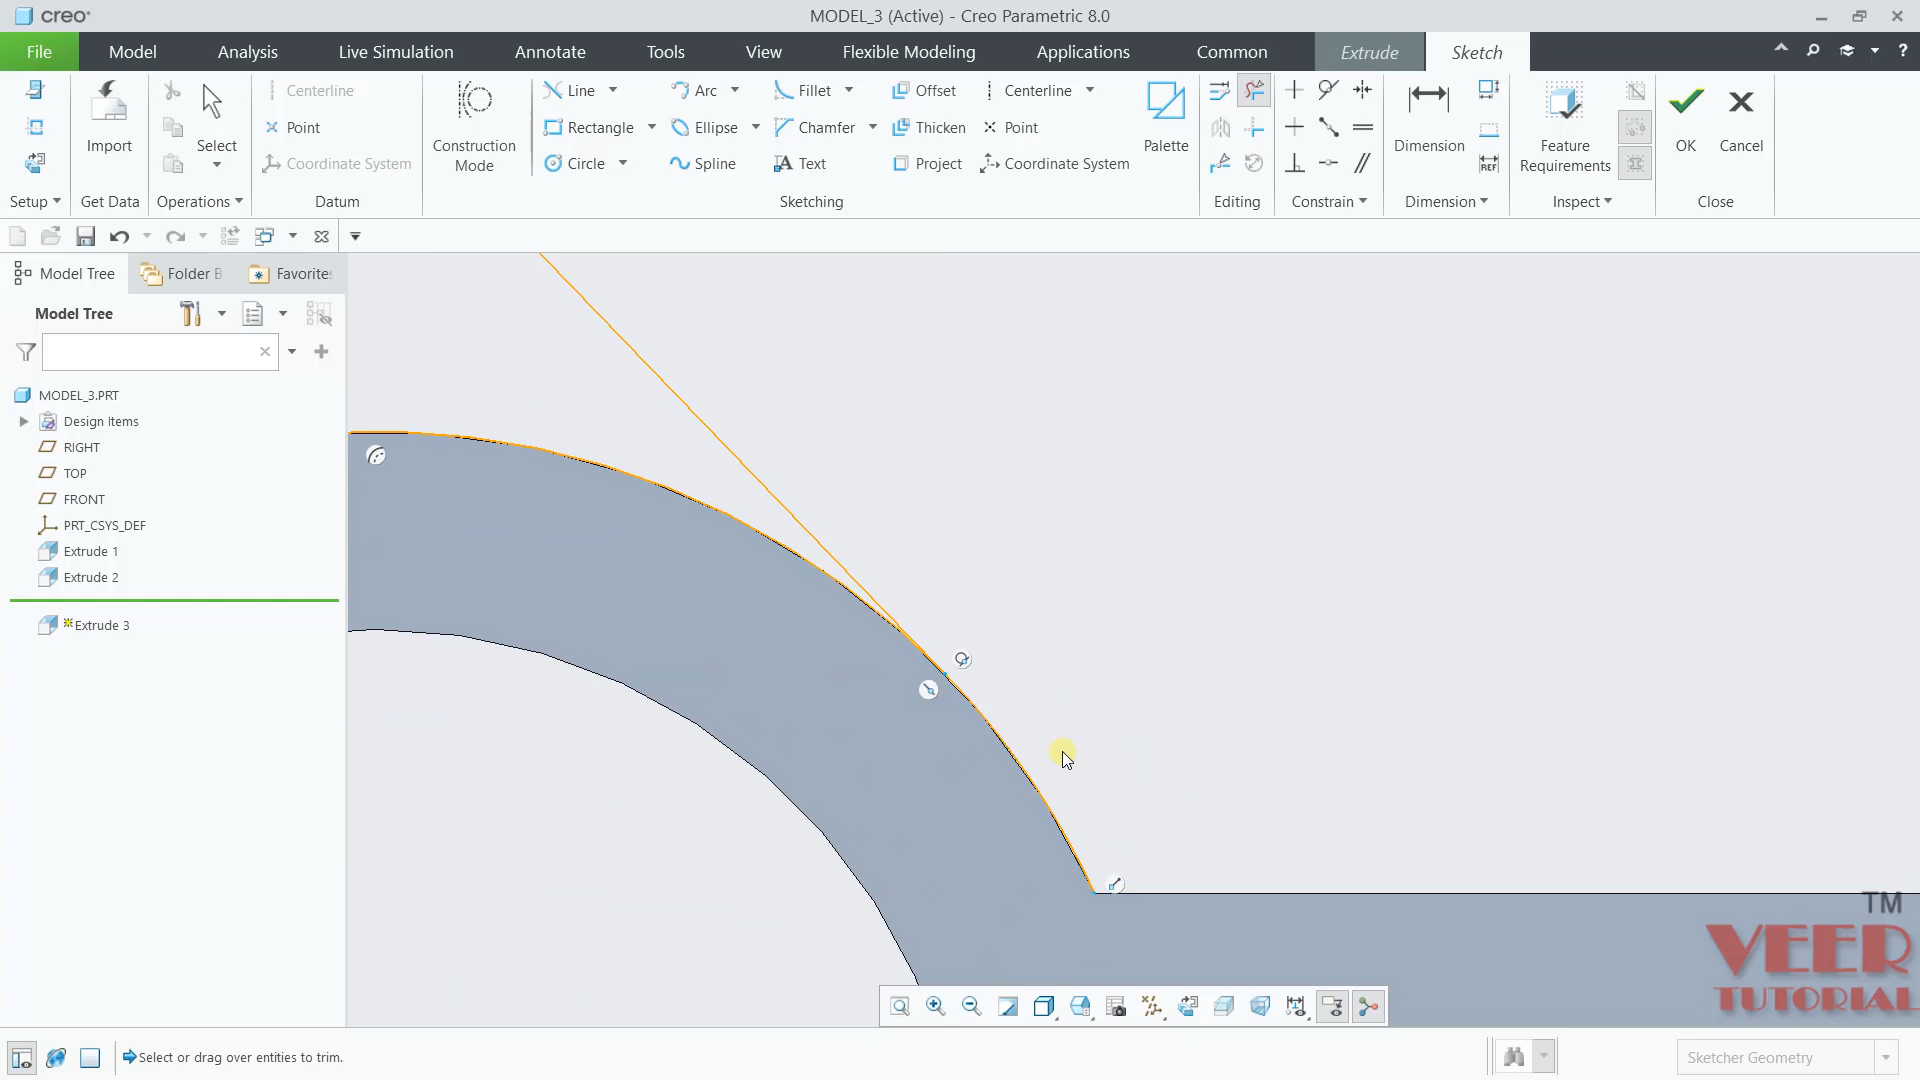 creo
MODEL_3 (Active) - Creo Parametric 8.0
File Model Analysis Live Simulation Annotate Tools View Flexible Modeling Applications Common Extrude Sketch
?
Centerline Line Arc Fillet Offset Centerline
Point Rectangle Ellipse Chamfer Thicken Point
Import Select Construction Mode Palette Dimension Feature Requirements OK Cancel
Coordinate System Circle Spline Text Project Coordinate System
REF
Setup Get Data Operations Datum Sketching Editing Constrain Dimension Inspect Close
Model Tree Folder B Favorites
Model Tree
MODEL_3.PRT
Design Items
RIGHT
TOP
FRONT
PRT_CSYS_DEF
Extrude 1
Extrude 2
Extrude 3
TM
VEER
TUTORIAL
Select or drag over entities to trim.
Sketcher Geometry